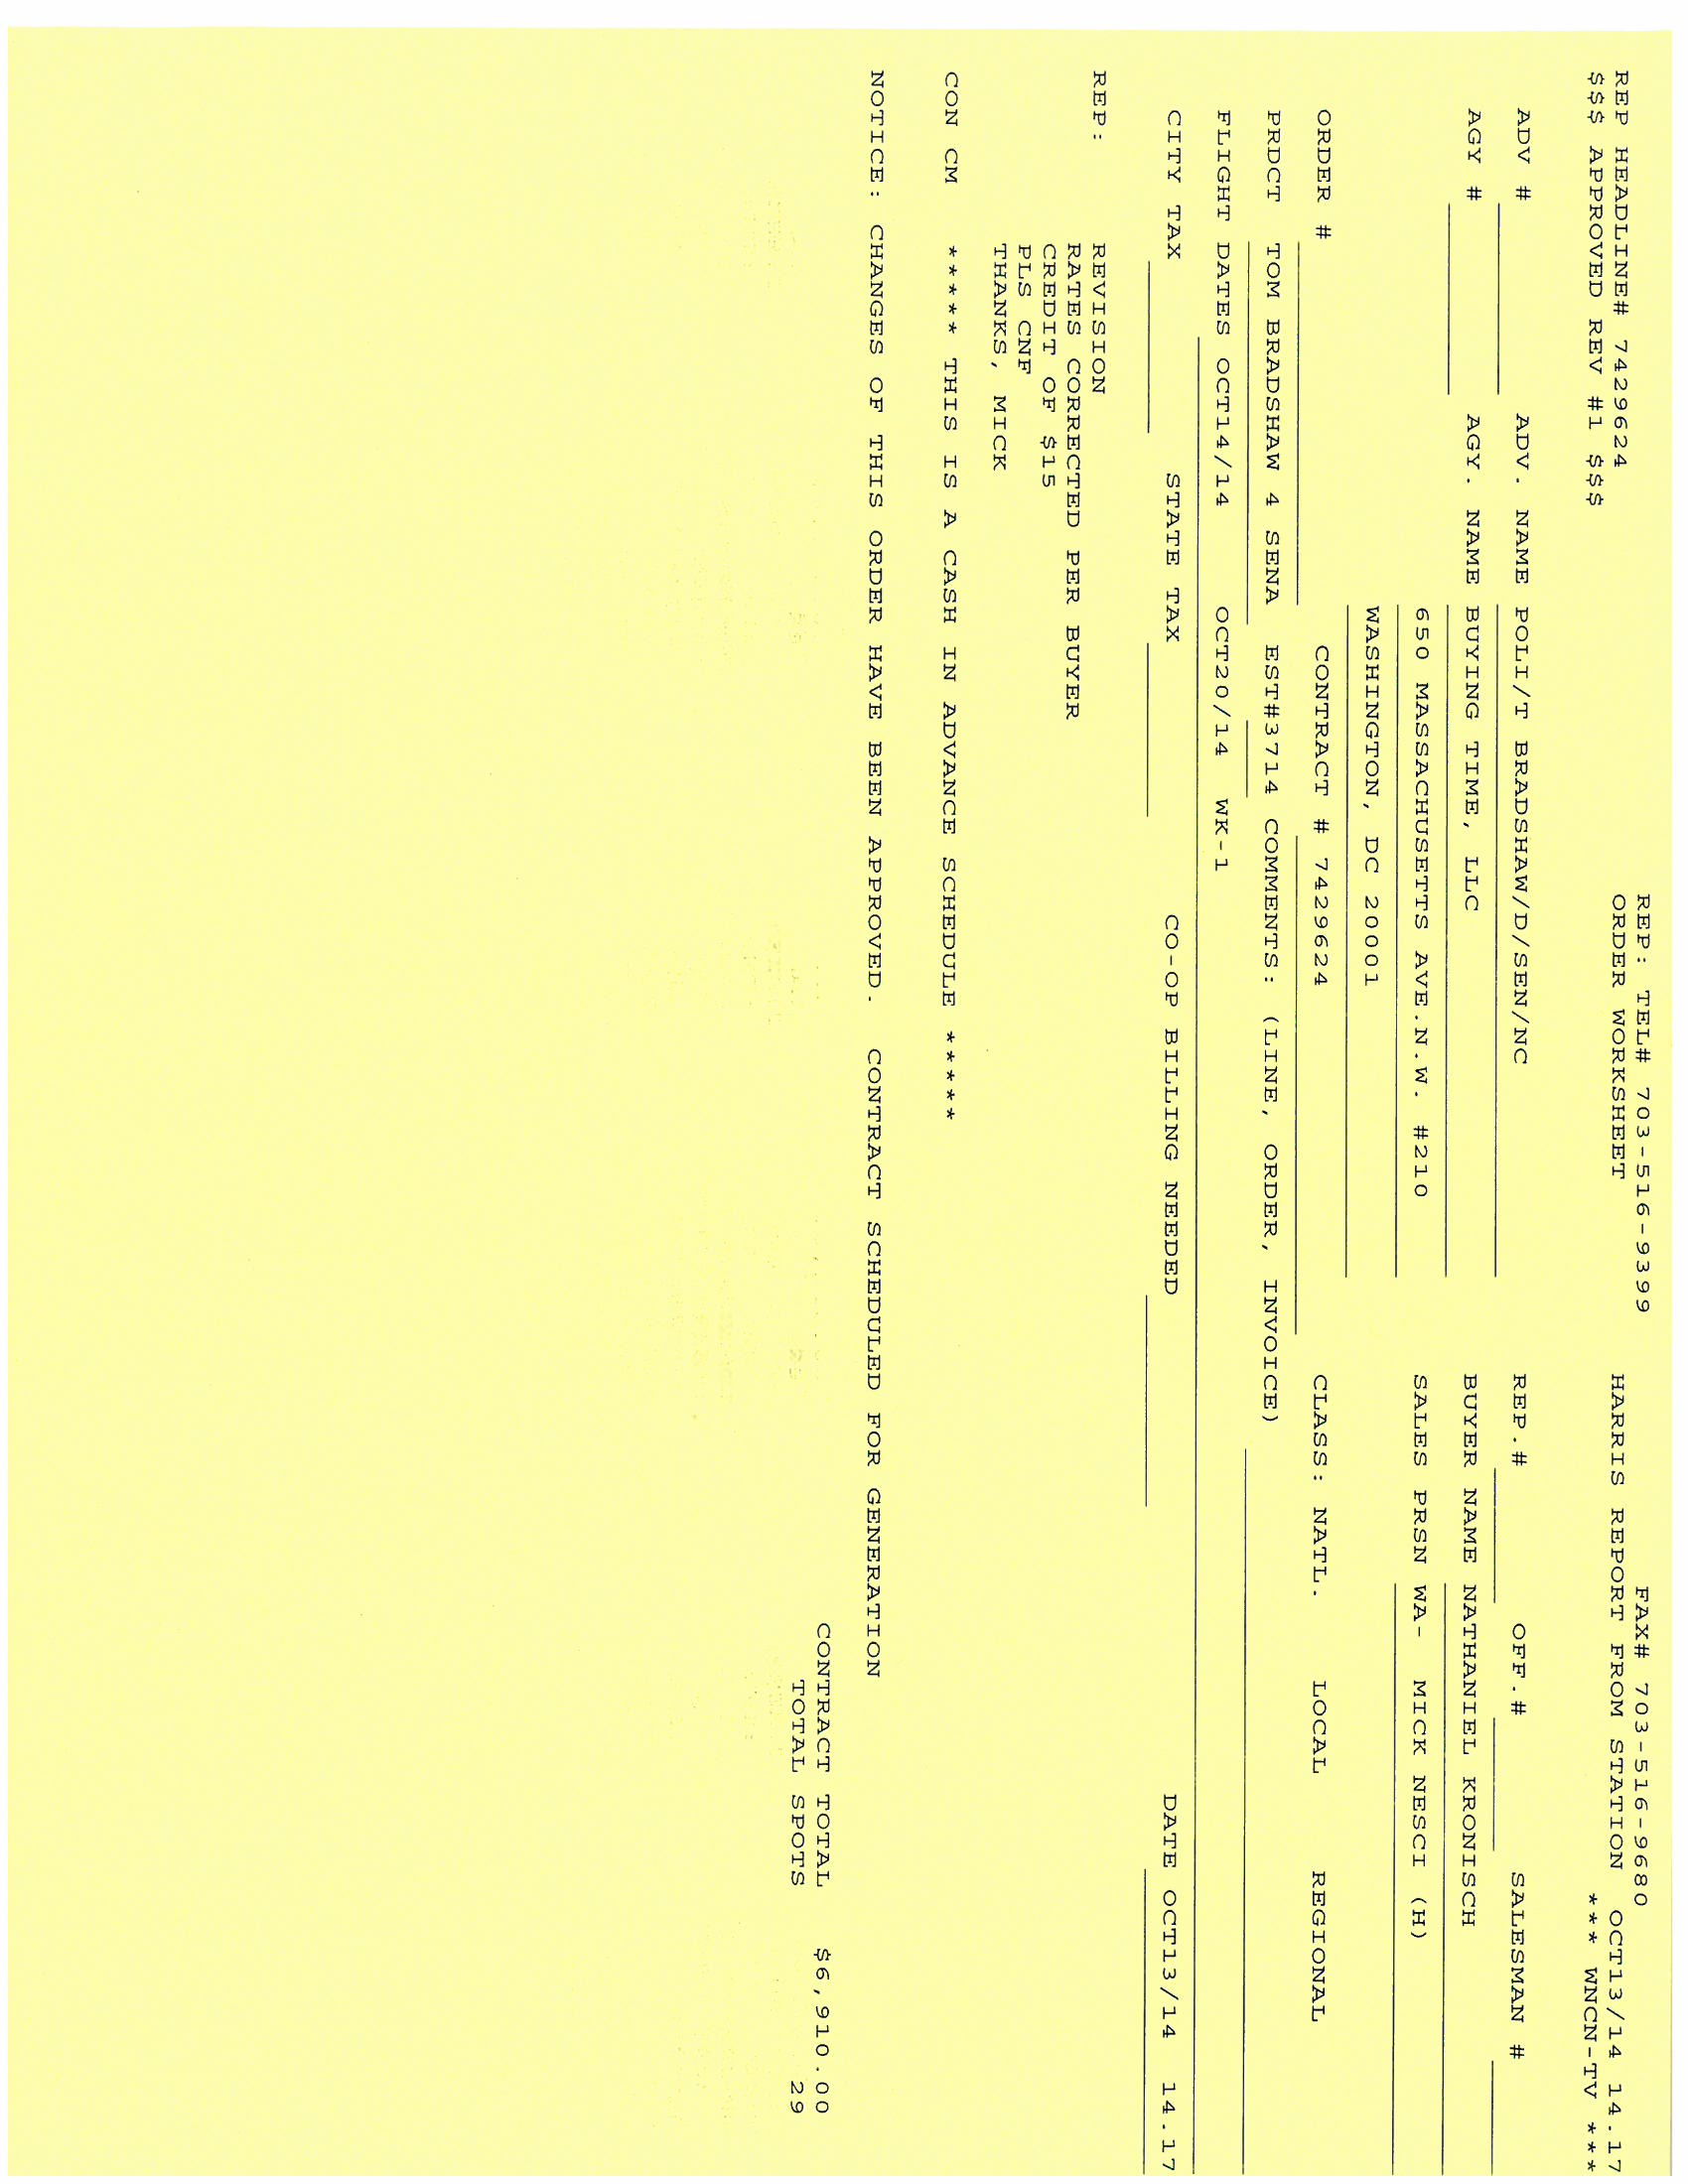 REP: TEL# 703-516-9399 FAX# 703-516-9680
REP HEADLINE# 7429624 ORDER WORKSHEET HARRIS REPORT FROM STATION OCT13/14 14.17
$$$ APPROVED REV #1 $$$ *** WNCN-TV ***
ADV # ADV. NAME POLI/T BRADSHAW/D/SEN/NC REP.# OFF.# SALESMAN #
AGY # AGY. NAME BUYING TIME, LLC BUYER NAME NATHANIEL KRONISCH
650 MASSACHUSETTS AVE.N.W. #210 SALES PRSN WA- MICK NESCI (H)
WASHINGTON, DC 20001
ORDER # CONTRACT # 7429624 CLASS: NATL. LOCAL REGIONAL
PRDCT TOM BRADSHAW 4 SENA EST#3714 COMMENTS: (LINE, ORDER, INVOICE)
FLIGHT DATES OCT14/14 OCT20/14 WK-1
CITY TAX STATE TAX CO-OP BILLING NEEDED DATE OCT13/14 14.17
REP: REVISION
RATES CORRECTED PER BUYER
CREDIT OF $15
PLS CNF
THANKS, MICK
CON CM ***** THIS IS A CASH IN ADVANCE SCHEDULE *****
NOTICE: CHANGES OF THIS ORDER HAVE BEEN APPROVED. CONTRACT SCHEDULED FOR GENERATION
CONTRACT TOTAL $6,910.00
TOTAL SPOTS 29